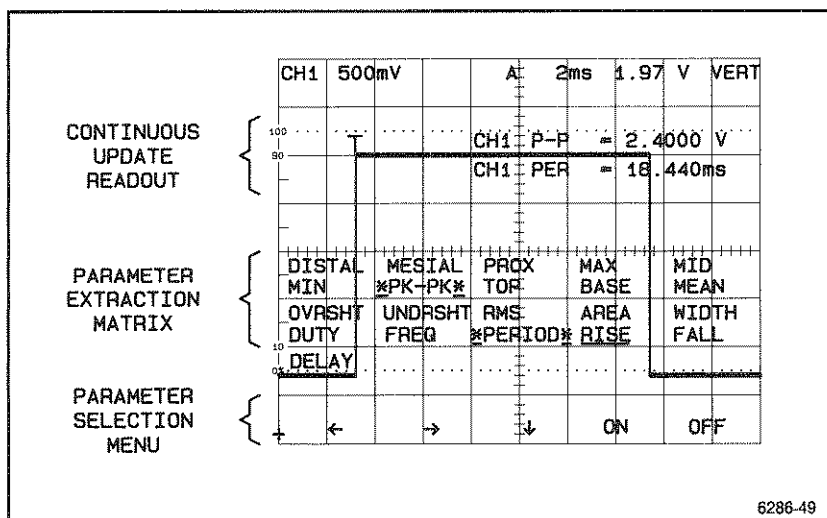 CH1 500mV A 2ms 1.97 V VERT
CONTINUOUS
UPDATE
READOUT
100
90
CH1 P-P = 2.4000 V
CH1 PER = 18.440ms
PARAMETER
EXTRACTION
MATRIX
DISTAL MESIAL PROX MAX MID
MIN *PK-PK* TOP BASE MEAN
OVRSHT UNDRSHT RMS AREA WIDTH
DUTY FREQ *PERIOD* RISE FALL
10
DELAY
0%
PARAMETER
SELECTION
MENU
← → ↓ ON OFF
6286-49